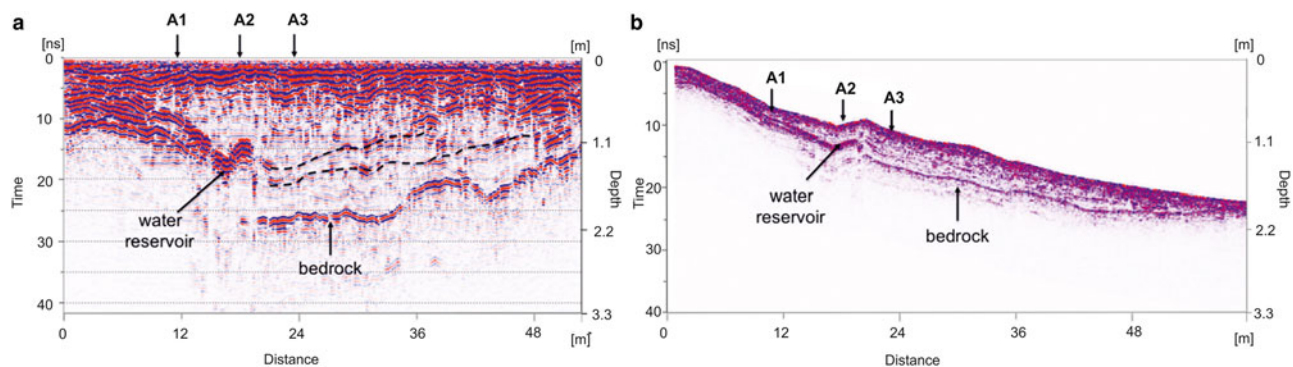 a
A1 A2 A3
[ns]
[m]
0
10
20
30
40
Time
0
1.1
2.2
3.3
Depth
water
reservoir
bedrock
0 12 24 36 48 [m]
Distance
b
[ns]
[m]
0
10
20
30
40
Time
0
1.1
2.2
3.3
Depth
A1
A2
A3
water
reservoir
bedrock
0 12 24 36 48 [m]
Distance